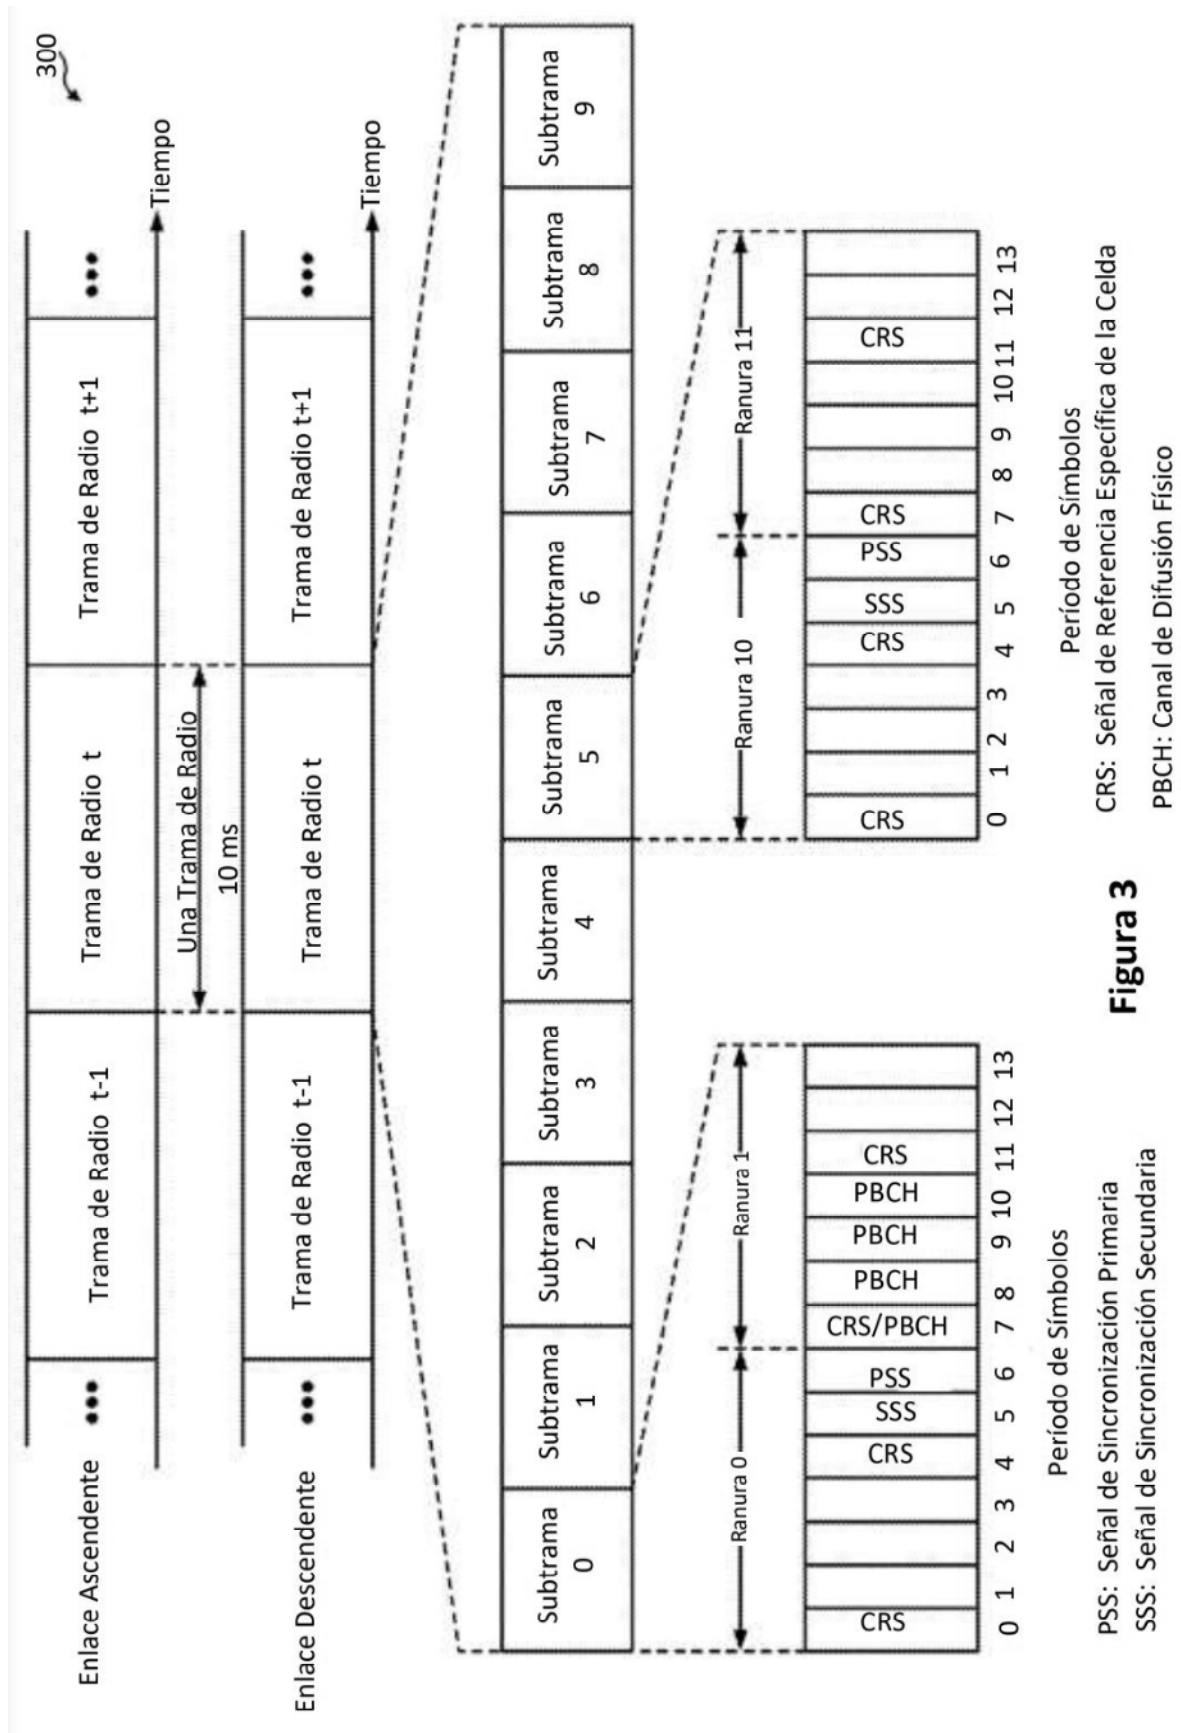 300
Enlace Ascendente
••• Trama de Radio t-1 Trama de Radio t Trama de Radio t+1 •••
Tiempo
Una Trama de Radio
10 ms
Enlace Descendente
••• Trama de Radio t-1 Trama de Radio t Trama de Radio t+1 •••
Tiempo
Subtrama Subtrama Subtrama Subtrama Subtrama Subtrama Subtrama Subtrama Subtrama Subtrama
0 1 2 3 4 5 6 7 8 9
Ranura 0 Ranura 1
CRS CRS SSS PSS CRS/PBCH PBCH PBCH PBCH CRS
0 1 2 3 4 5 6 7 8 9 10 11 12 13
Período de Símbolos
Ranura 10 Ranura 11
CRS CRS SSS PSS CRS CRS
0 1 2 3 4 5 6 7 8 9 10 11 12 13
Período de Símbolos
PSS: Señal de Sincronización Primaria
SSS: Señal de Sincronización Secundaria
CRS: Señal de Referencia Específica de la Celda
PBCH: Canal de Difusión Físico
Figura 3